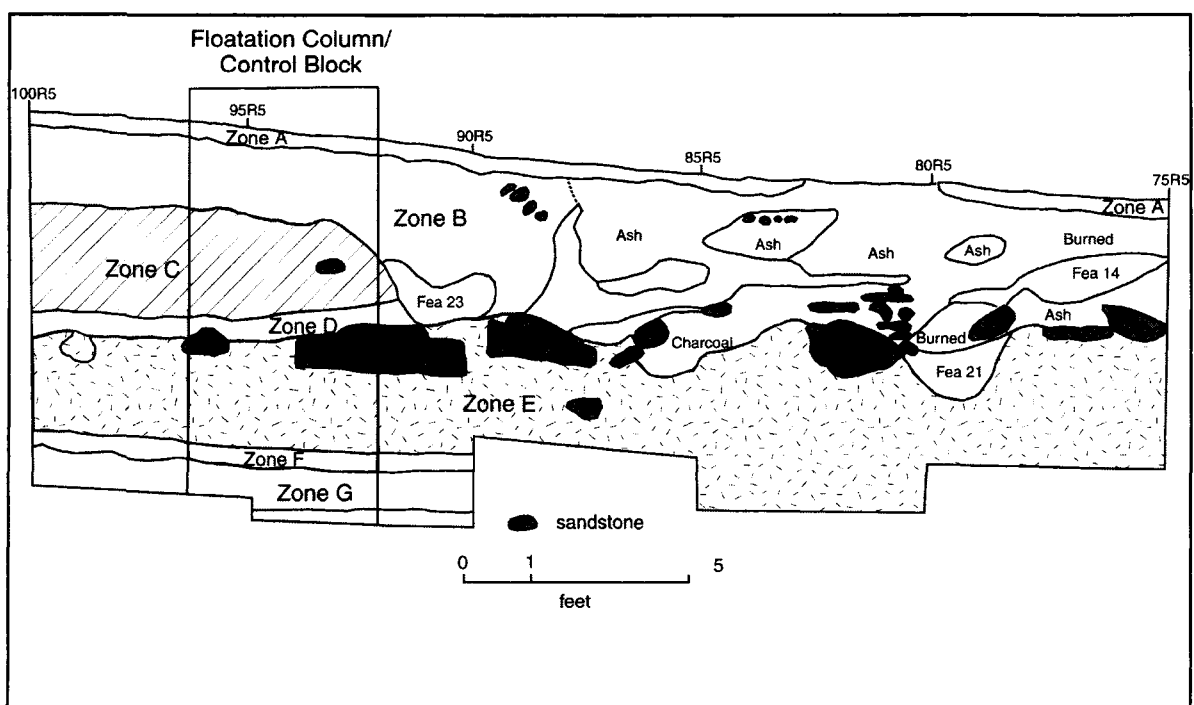 Floatation Column/
Control Block
100R5
95R5
90R5
85R5
80R5
75R5
Zone A
Zone A
Zone B
Ash
Ash
Ash
Ash
Burned
Fea 14
Zone C
Fea 23
Zone D
Charcoal
Burned
Ash
Fea 21
Zone E
Zone F
Zone G
sandstone
0 1 5
feet